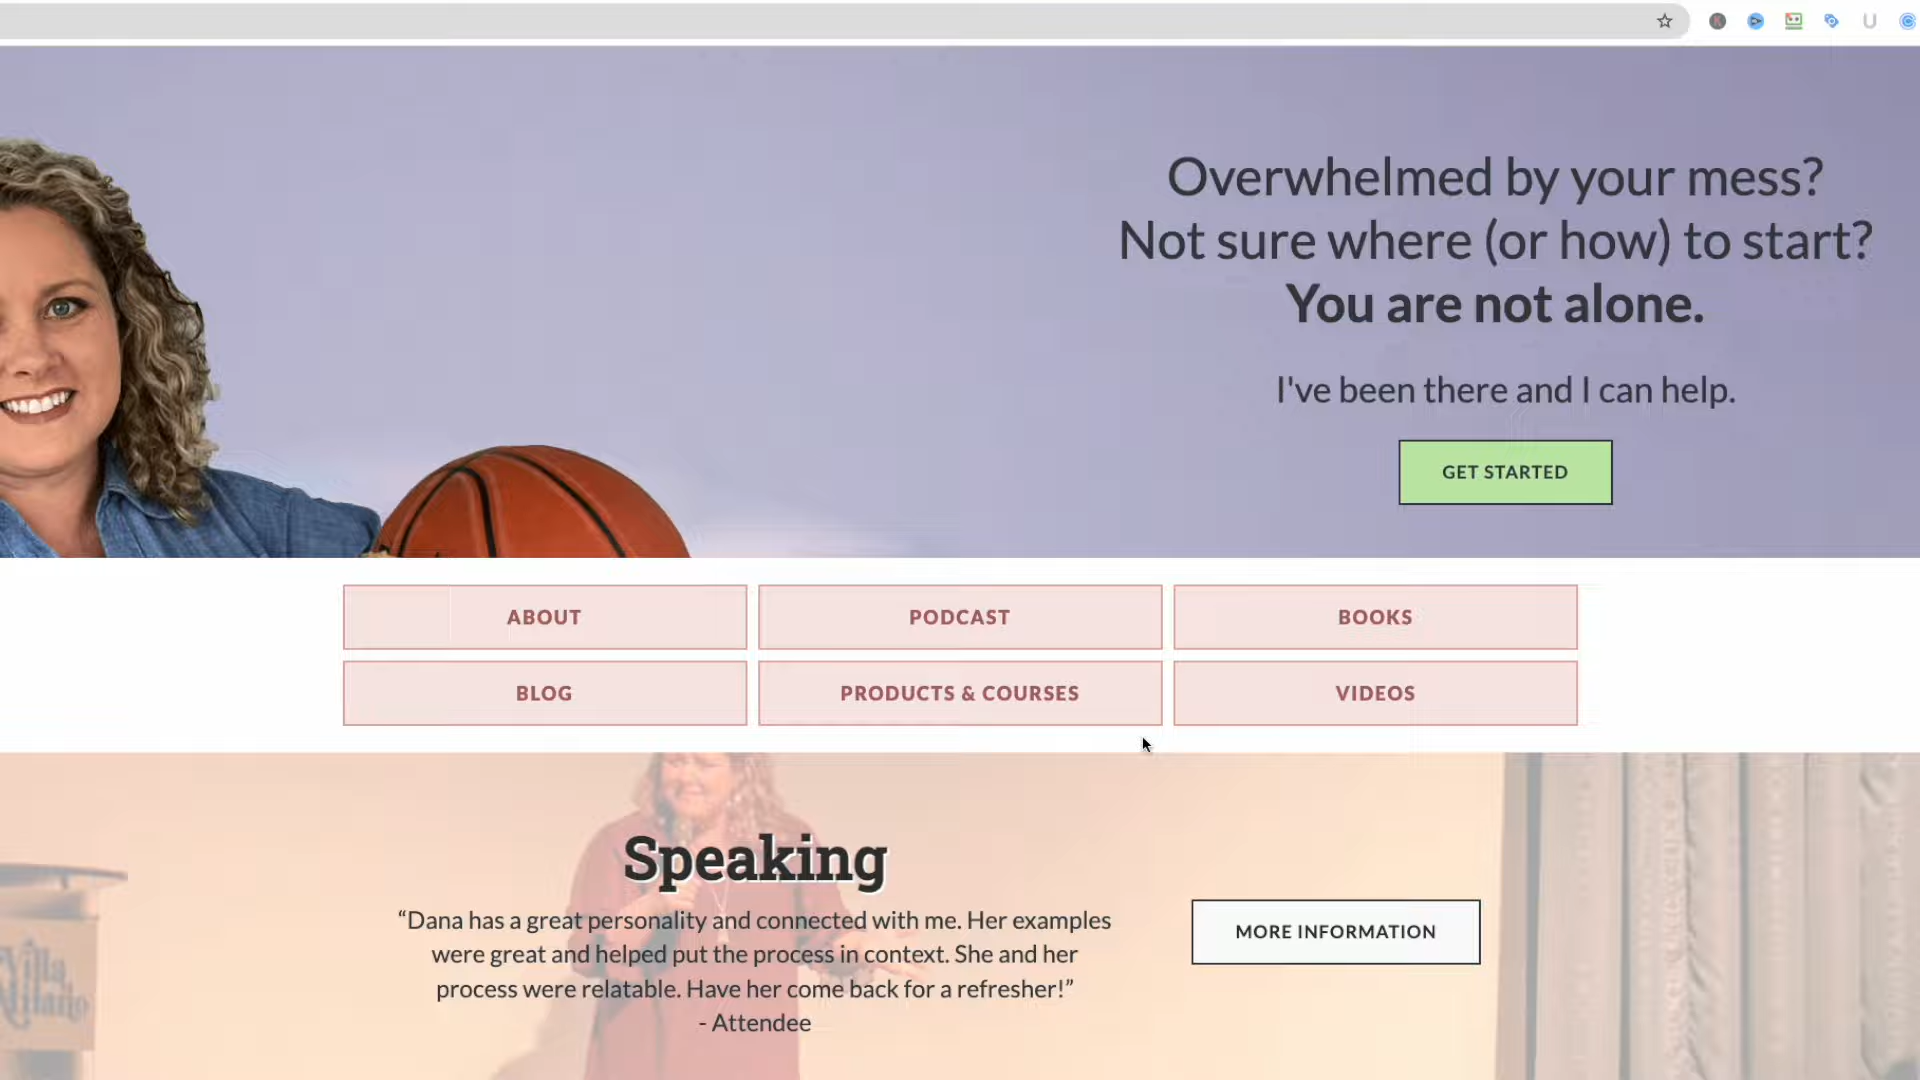 Overwhelmed by your mess?
Not sure where (or how) to start?
You are not alone.
I've been there and I can help.
GET STARTED
ABOUT
PODCAST
BOOKS
BLOG
PRODUCTS & COURSES
VIDEOS
Speaking
“Dana has a great personality and connected with me. Her examples
were great and helped put the process in context. She and her
process were relatable. Have her come back for a refresher!”
- Attendee
MORE INFORMATION
Villa
Milano